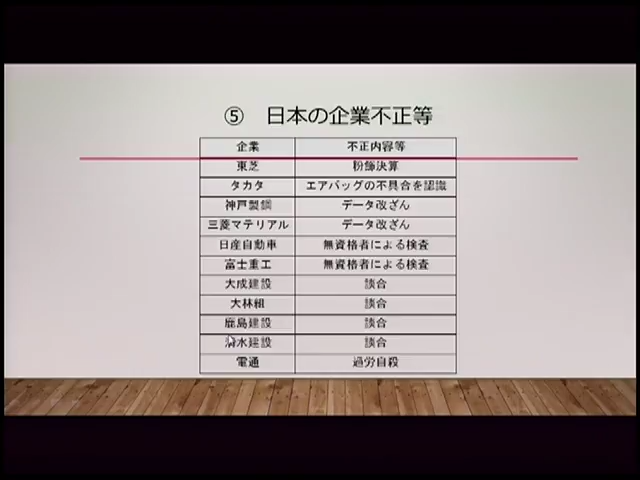 ⑤ 日本の企業不正等
企業 不正内容等
東芝 粉飾決算
タカタ エアバッグの不具合を認識
神戸製鋼 データ改ざん
三菱マテリアル データ改ざん
日産自動車 無資格者による検査
富士重工 無資格者による検査
大成建設 談合
大林組 談合
鹿島建設 談合
清水建設 談合
電通 過労自殺